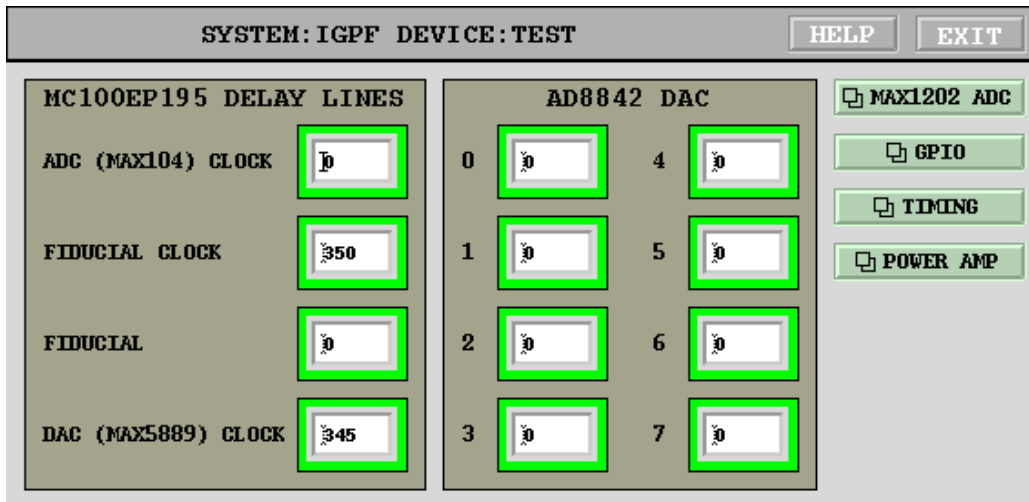 SYSTEM:IGPF DEVICE:TEST
HELP
EXIT
MC100EP195 DELAY LINES
ADC (MAX104) CLOCK 0
FIDUCIAL CLOCK 350
FIDUCIAL 0
DAC (MAX5889) CLOCK 345
AD8842 DAC
0 0 4 0
1 0 5 0
2 0 6 0
3 0 7 0
MAX1202 ADC
GPIO
TIMING
POWER AMP